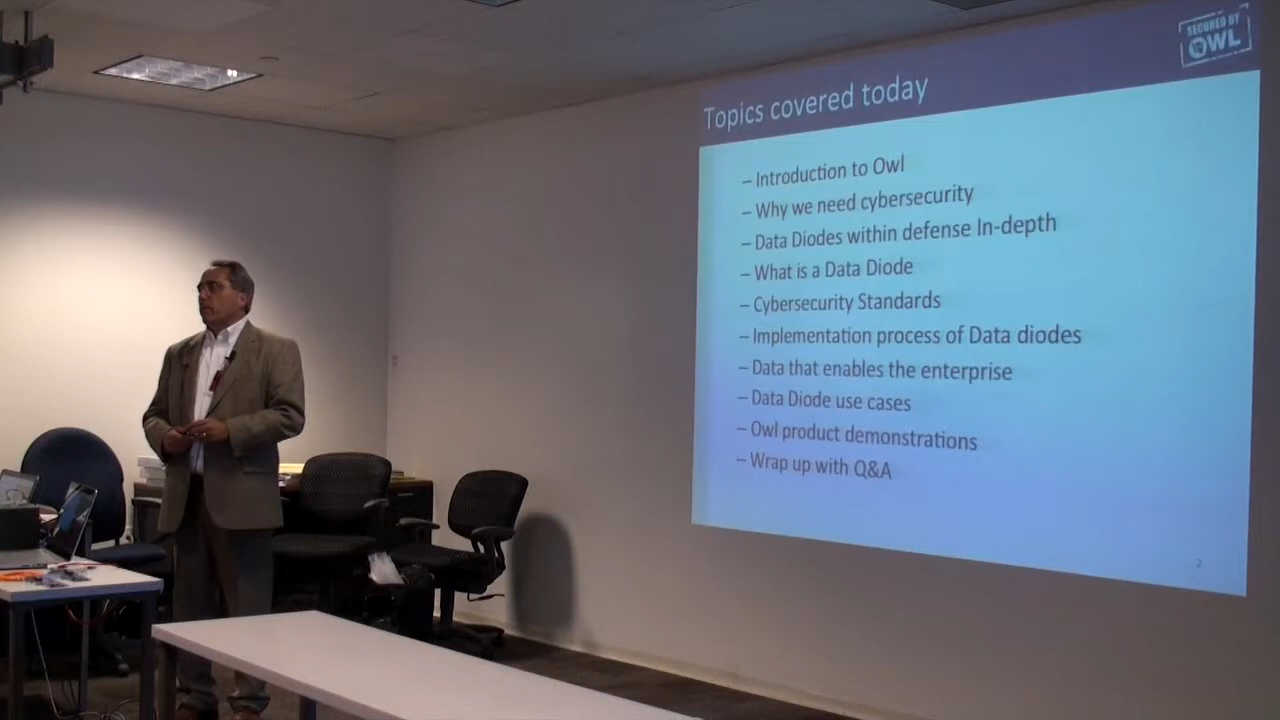 SECURED BY
OWL
Topics covered today
– Introduction to Owl
– Why we need cybersecurity
– Data Diodes within defense In-depth
– What is a Data Diode
– Cybersecurity Standards
– Implementation process of Data diodes
– Data that enables the enterprise
– Data Diode use cases
– Owl product demonstrations
– Wrap up with Q&A
2